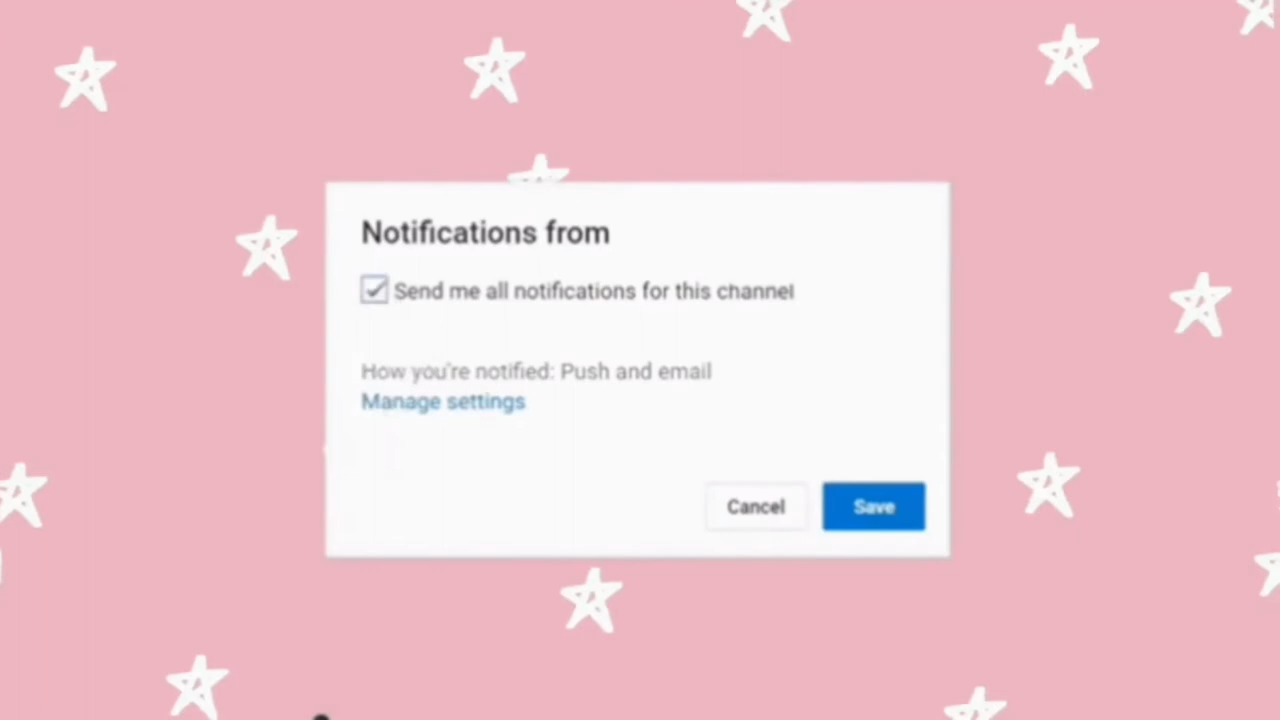 Notifications from
Send me all notifications for this channel
How you're notified: Push and email
Manage settings
Cancel
Save